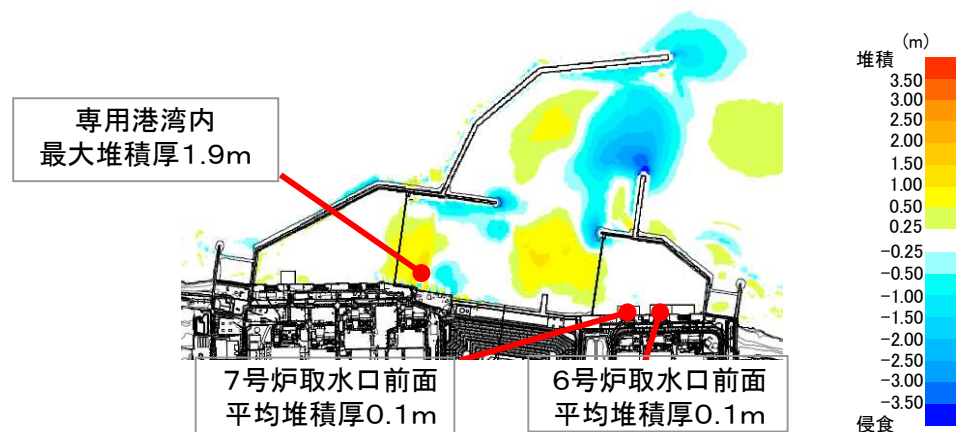 専用港湾内
最大堆積厚1.9m
7号炉取水口前面
平均堆積厚0.1m
6号炉取水口前面
平均堆積厚0.1m
(m)
堆積
3.50
3.00
2.50
2.00
1.50
1.00
0.50
0.25
-0.25
-0.50
-1.00
-1.50
-2.00
-2.50
-3.00
-3.50
侵食